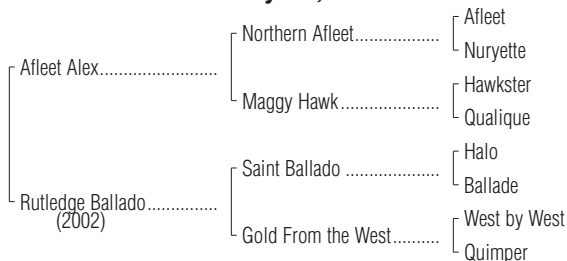 Afleet
Northern Afleet..................
Nuryette
Afleet Alex.........................
Hawkster
Maggy Hawk.....................
Qualique
Halo
Saint Ballado ....................
Ballade
Rutledge Ballado...............
(2002)
West by West
Gold From the West..........
Quimper